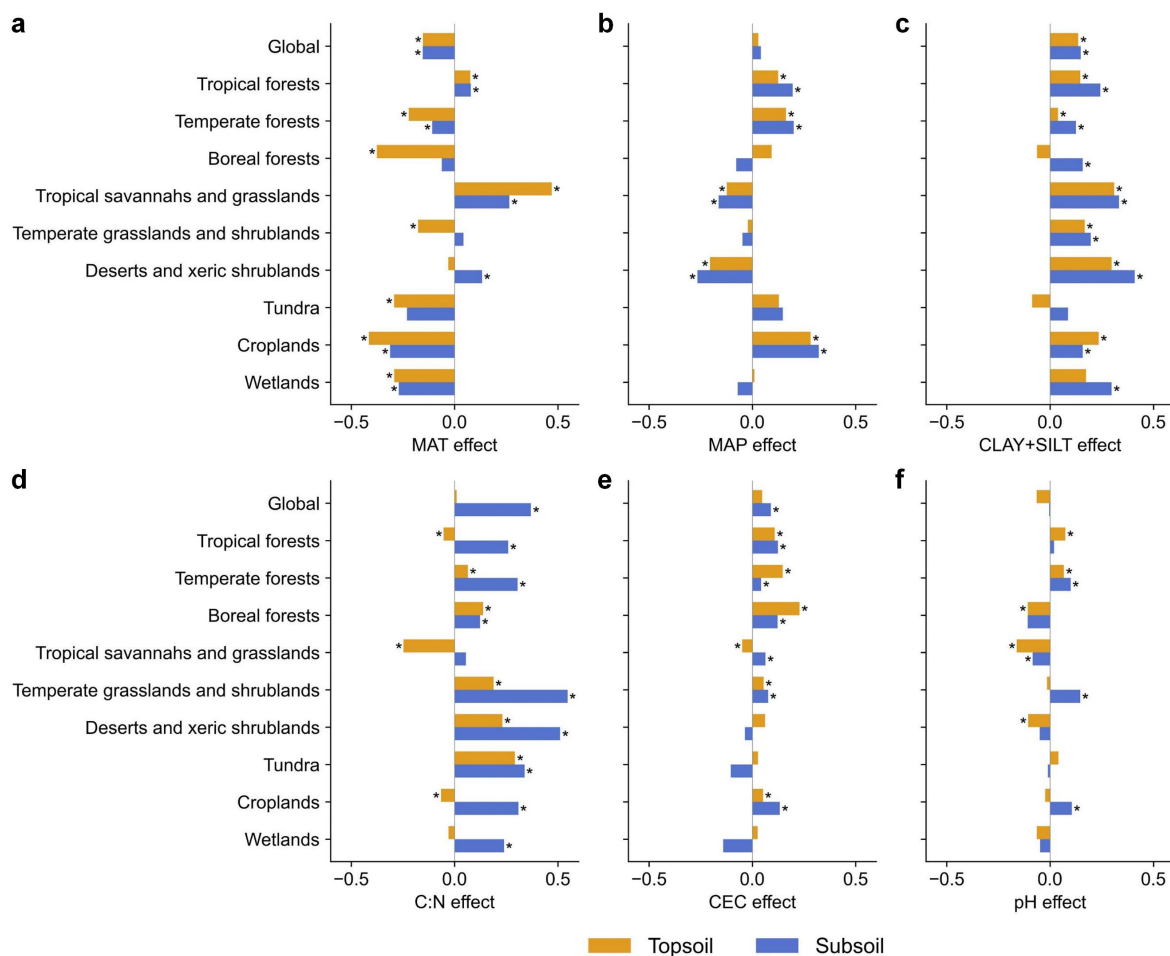 a
b
c
Global
Tropical forests
Temperate forests
Boreal forests
Tropical savannahs and grasslands
Temperate grasslands and shrublands
Deserts and xeric shrublands
Tundra
Croplands
Wetlands
−0.5 0.0 0.5
MAT effect
−0.5 0.0 0.5
MAP effect
−0.5 0.0 0.5
CLAY+SILT effect
d
e
f
Global
Tropical forests
Temperate forests
Boreal forests
Tropical savannahs and grasslands
Temperate grasslands and shrublands
Deserts and xeric shrublands
Tundra
Croplands
Wetlands
−0.5 0.0 0.5
C:N effect
−0.5 0.0 0.5
CEC effect
−0.5 0.0 0.5
pH effect
Topsoil Subsoil